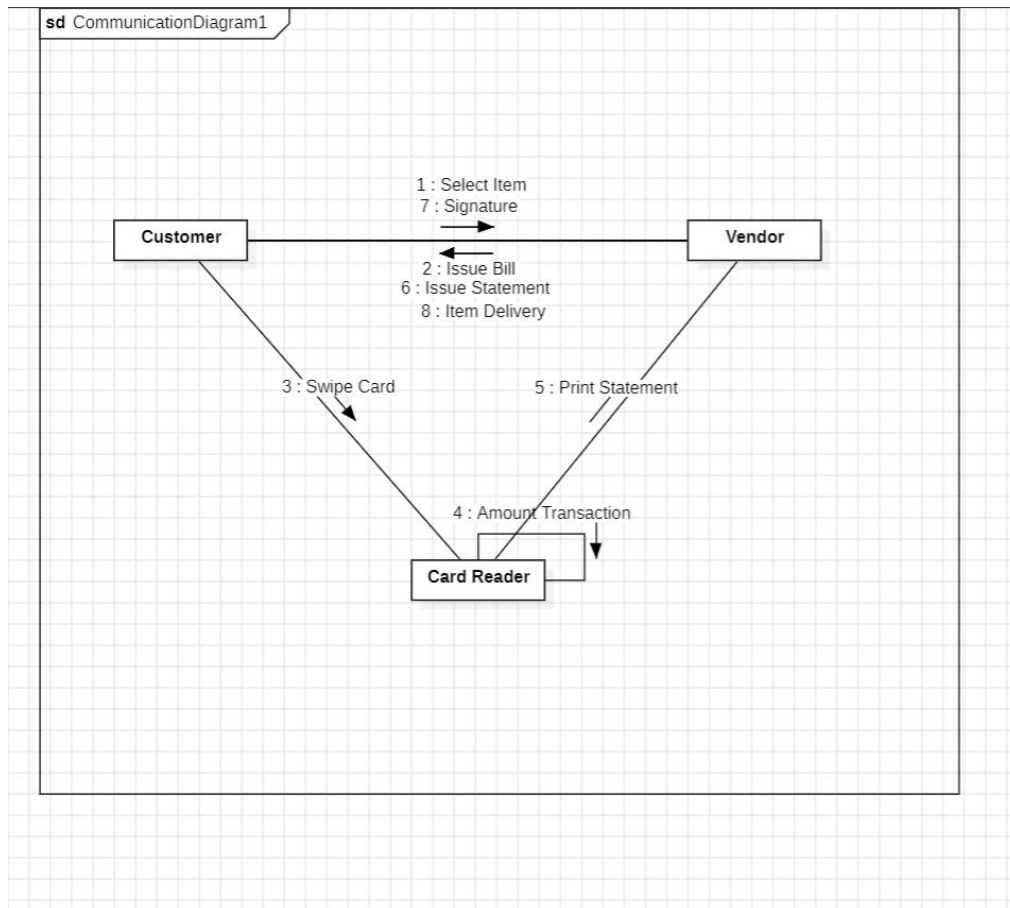 sd CommunicationDiagram1
1 : Select Item
7 : Signature
Customer
Vendor
2 : Issue Bill
6 : Issue Statement
8 : Item Delivery
3 : Swipe Card
5 : Print Statement
4 : Amount Transaction
Card Reader